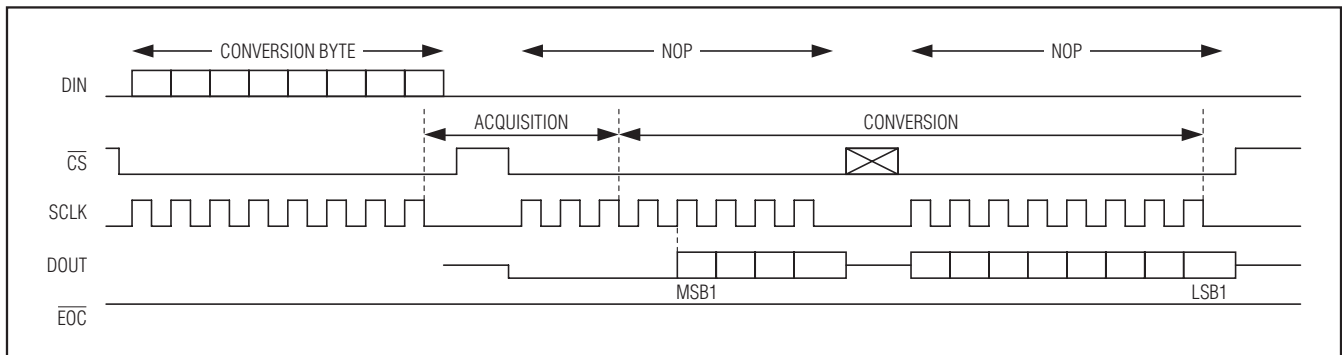 CONVERSION BYTE NOP NOP
DIN
ACQUISITION CONVERSION
CS
SCLK
DOUT
MSB1 LSB1
EOC